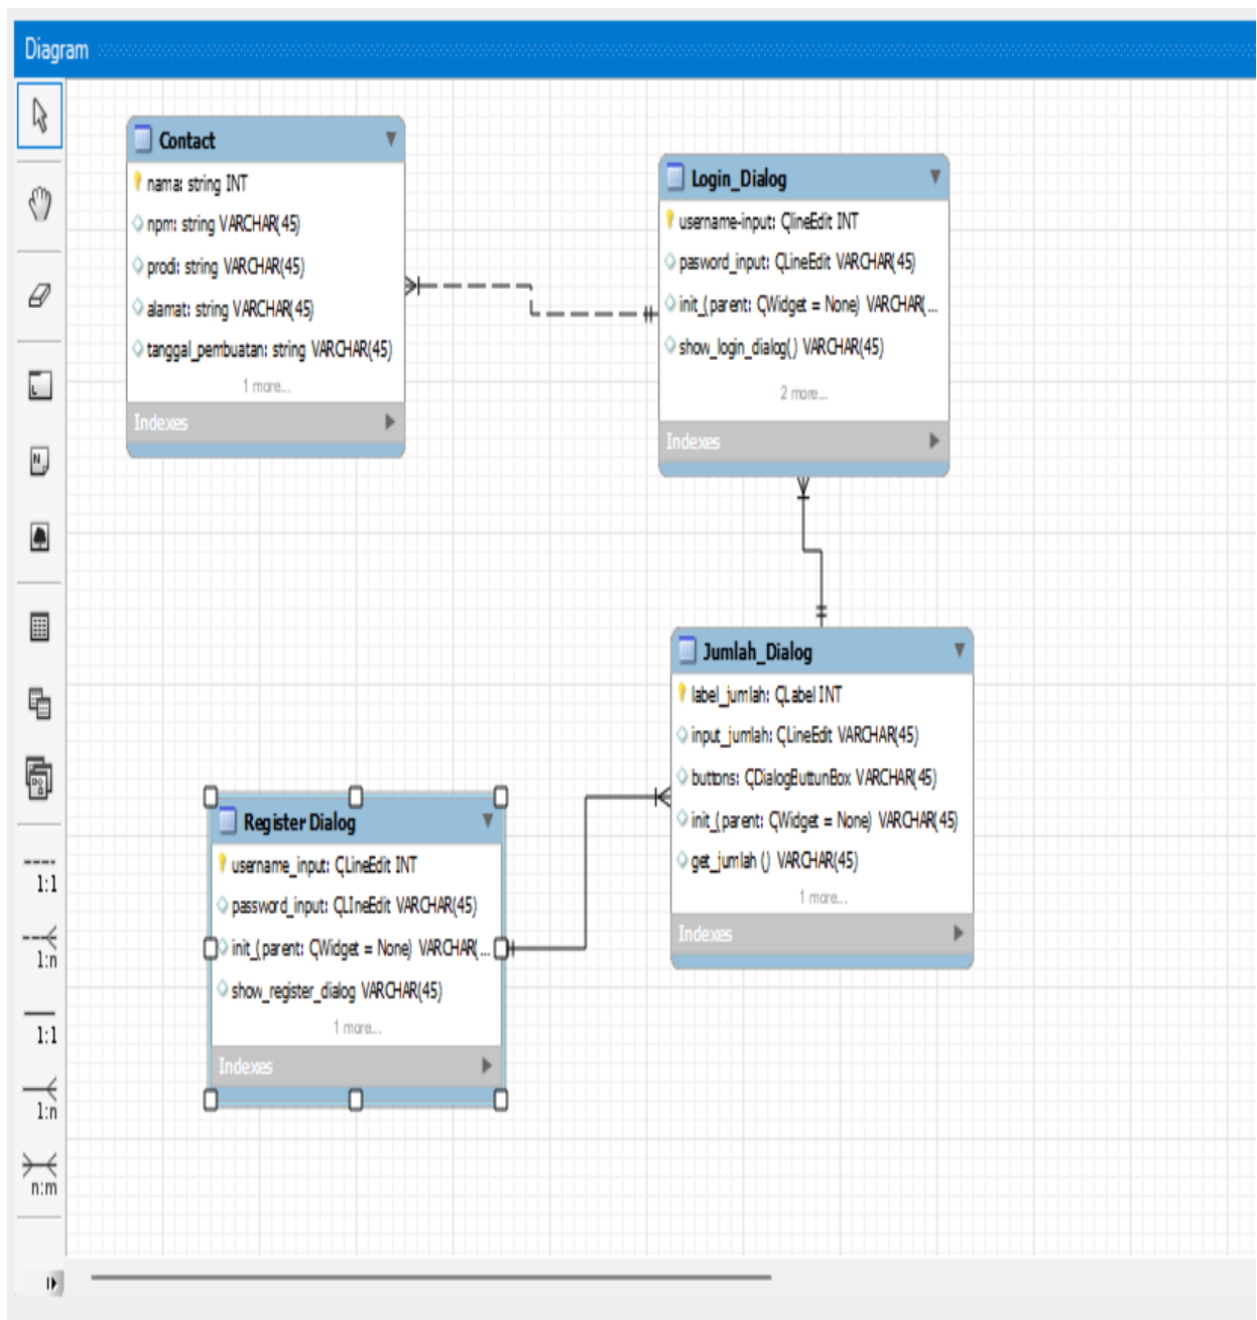 Diagram
Contact
nama: string INT
npm: string VARCHAR(45)
prodi: string VARCHAR(45)
alamat: string VARCHAR(45)
tanggal_pembuatan: string VARCHAR(45)
1 more...
Indexes
Login_Dialog
username-input: QlineEdit INT
pasword_input: QLineEdit VARCHAR(45)
init_(parent: QWidget = None) VARCHAR(...
show_login_dialog() VARCHAR(45)
2 more...
Indexes
Jumlah_Dialog
label_jumlah: QLabel INT
input_jumlah: QLineEdit VARCHAR(45)
buttons: QDialogButtunBox VARCHAR(45)
init_(parent: QWidget = None) VARCHAR(45)
get_jumlah () VARCHAR(45)
1 more...
Indexes
Register Dialog
username_input: QLineEdit INT
password_input: QLIneEdit VARCHAR(45)
init_(parent: QWidget = None) VARCHAR(...
show_register_dialog VARCHAR(45)
1 more...
Indexes
1:1
1:n
1:1
1:n
n:m